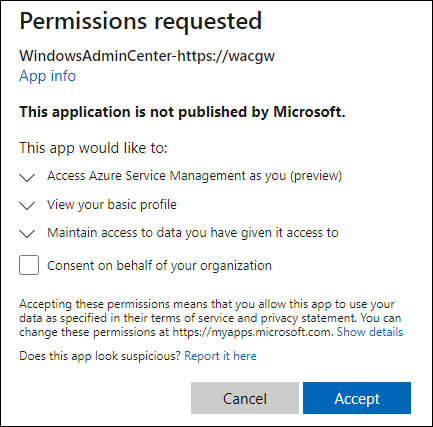 Permissions requested
WindowsAdminCenter-https://wacgw
App info
This application is not published by Microsoft.
This app would like to:
Access Azure Service Management as you (preview)
View your basic profile
Maintain access to data you have given it access to
Consent on behalf of your organization
Accepting these permissions means that you allow this app to use your
data as specified in their terms of service and privacy statement. You can
change these permissions at https://myapps.microsoft.com. Show details
Does this app look suspicious? Report it here
Cancel Accept